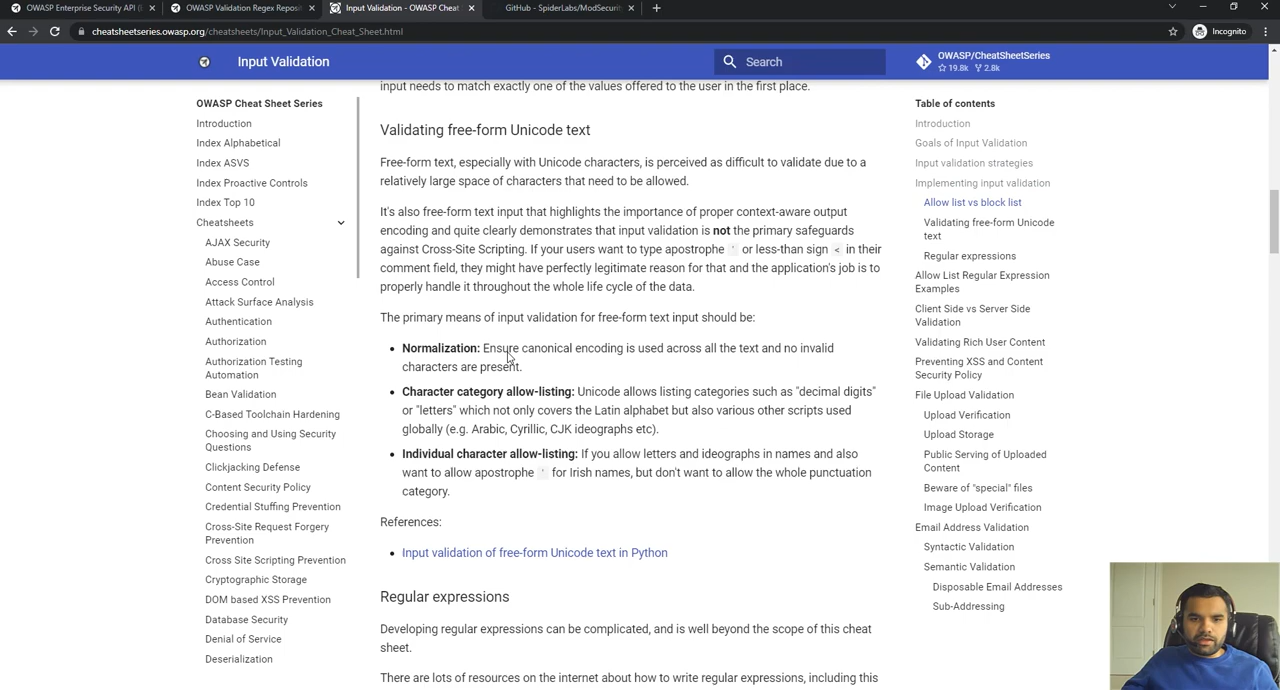 OWASP Enterprise Security API (
OWASP Validation Regex Reposi
Input Validation - OWASP Cheat
GitHub - SpiderLabs/ModSecurity
cheatsheetseries.owasp.org/cheatsheets/Input_Validation_Cheat_Sheet.html
Incognito
Input Validation
Search
OWASP/CheatSheetSeries
19.8k 2.8k
OWASP Cheat Sheet Series
Introduction
Index Alphabetical
Index ASVS
Index Proactive Controls
Index Top 10
Cheatsheets
AJAX Security
Abuse Case
Access Control
Attack Surface Analysis
Authentication
Authorization
Authorization Testing
Automation
Bean Validation
C-Based Toolchain Hardening
Choosing and Using Security
Questions
Clickjacking Defense
Content Security Policy
Credential Stuffing Prevention
Cross-Site Request Forgery
Prevention
Cross Site Scripting Prevention
Cryptographic Storage
DOM based XSS Prevention
Database Security
Denial of Service
Deserialization
input needs to match exactly one of the values offered to the user in the first place.
Validating free-form Unicode text
Free-form text, especially with Unicode characters, is perceived as difficult to validate due to a
relatively large space of characters that need to be allowed.
It's also free-form text input that highlights the importance of proper context-aware output
encoding and quite clearly demonstrates that input validation is not the primary safeguards
against Cross-Site Scripting. If your users want to type apostrophe ' or less-than sign < in their
comment field, they might have perfectly legitimate reason for that and the application's job is to
properly handle it throughout the whole life cycle of the data.
The primary means of input validation for free-form text input should be:
• Normalization: Ensure canonical encoding is used across all the text and no invalid
characters are present.
• Character category allow-listing: Unicode allows listing categories such as "decimal digits"
or "letters" which not only covers the Latin alphabet but also various other scripts used
globally (e.g. Arabic, Cyrillic, CJK ideographs etc).
• Individual character allow-listing: If you allow letters and ideographs in names and also
want to allow apostrophe ' for Irish names, but don't want to allow the whole punctuation
category.
References:
• Input validation of free-form Unicode text in Python
Regular expressions
Developing regular expressions can be complicated, and is well beyond the scope of this cheat
sheet.
There are lots of resources on the internet about how to write regular expressions, including this
Table of contents
Introduction
Goals of Input Validation
Input validation strategies
Implementing input validation
Allow list vs block list
Validating free-form Unicode
text
Regular expressions
Allow List Regular Expression
Examples
Client Side vs Server Side
Validation
Validating Rich User Content
Preventing XSS and Content
Security Policy
File Upload Validation
Upload Verification
Upload Storage
Public Serving of Uploaded
Content
Beware of "special" files
Image Upload Verification
Email Address Validation
Syntactic Validation
Semantic Validation
Disposable Email Addresses
Sub-Addressing